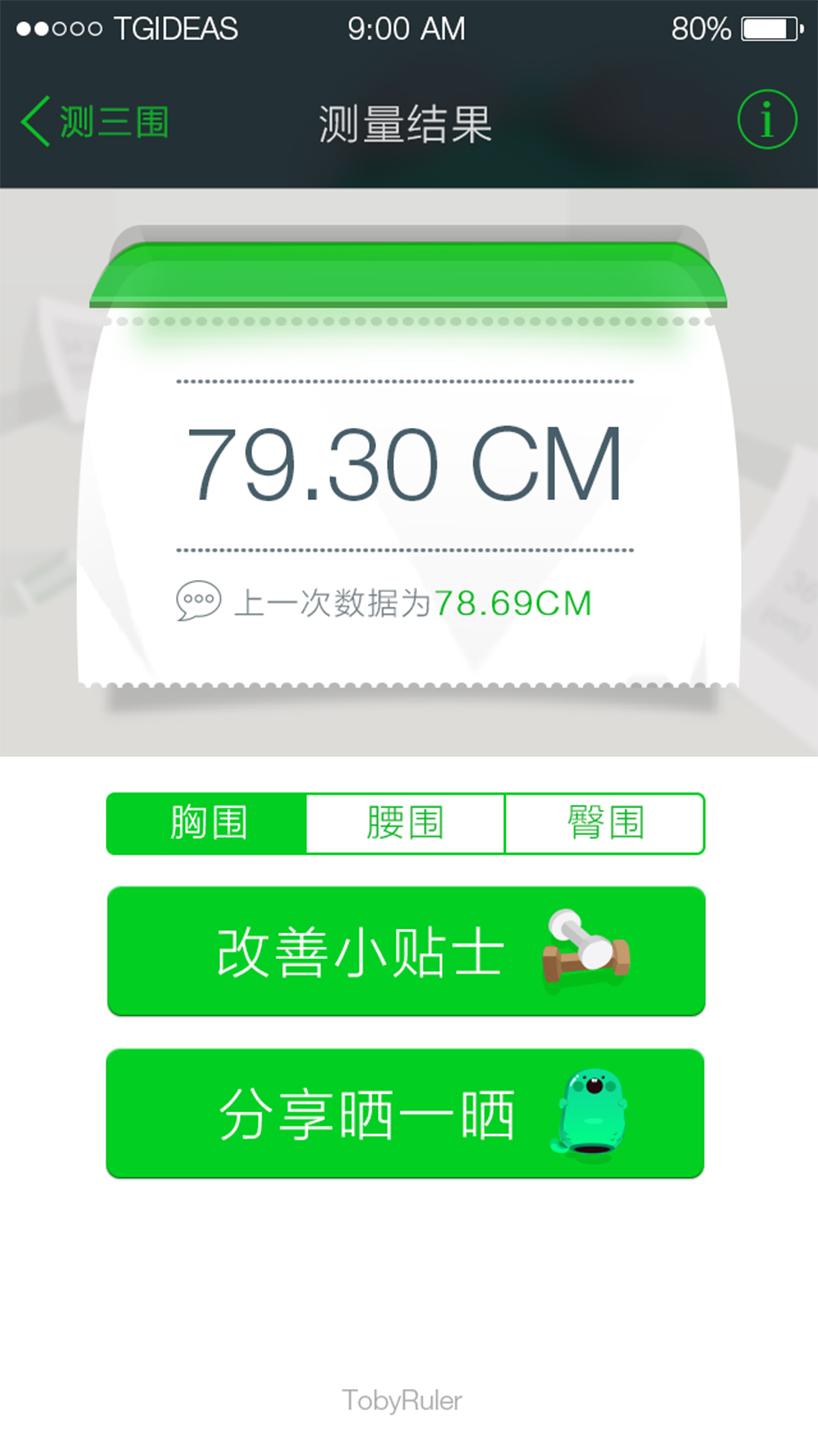 TGIDEAS 9:00 AM 80%
测三围 测量结果 i
79.30 CM
上一次数据为78.69CM
胸围 腰围 臀围
改善小贴士
分享晒一晒
TobyRuler